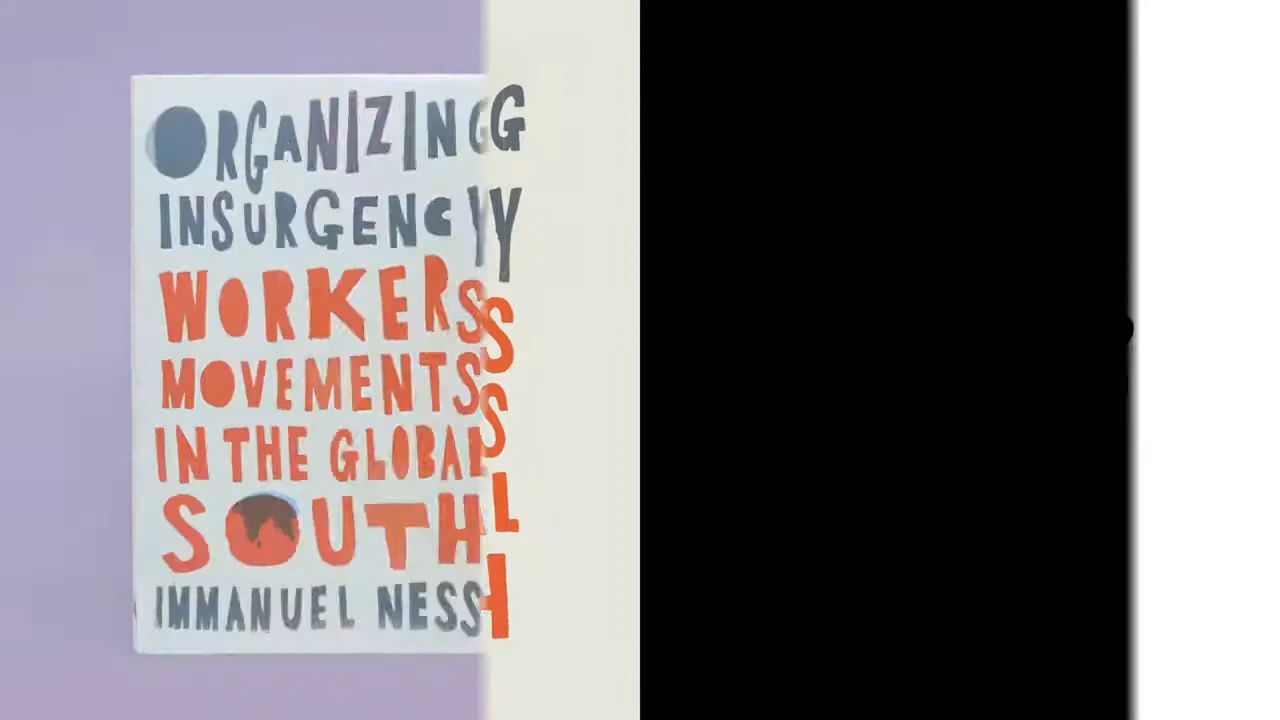 ORGANIZING G
INSURGENCY Y
WORKERS S
MOVEMENTS S
IN THE GLOBAL L
SOUTH H
IMMANUEL NESS